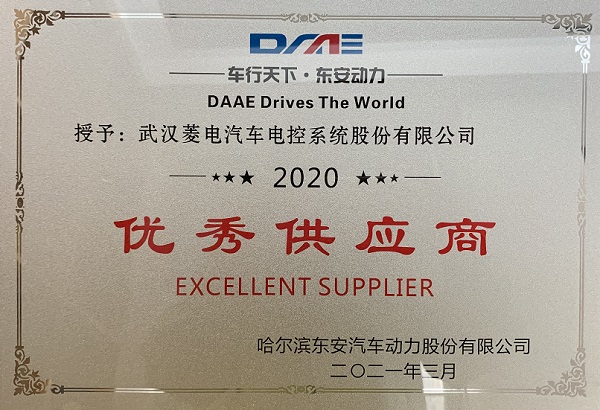 DAAE
车行天下·东安动力
DAAE Drives The World
授予：武汉菱电汽车电控系统股份有限公司
★★★ 2020 ★★★
优秀供应商
EXCELLENT SUPPLIER
哈尔滨东安汽车动力股份有限公司
二〇二一年三月